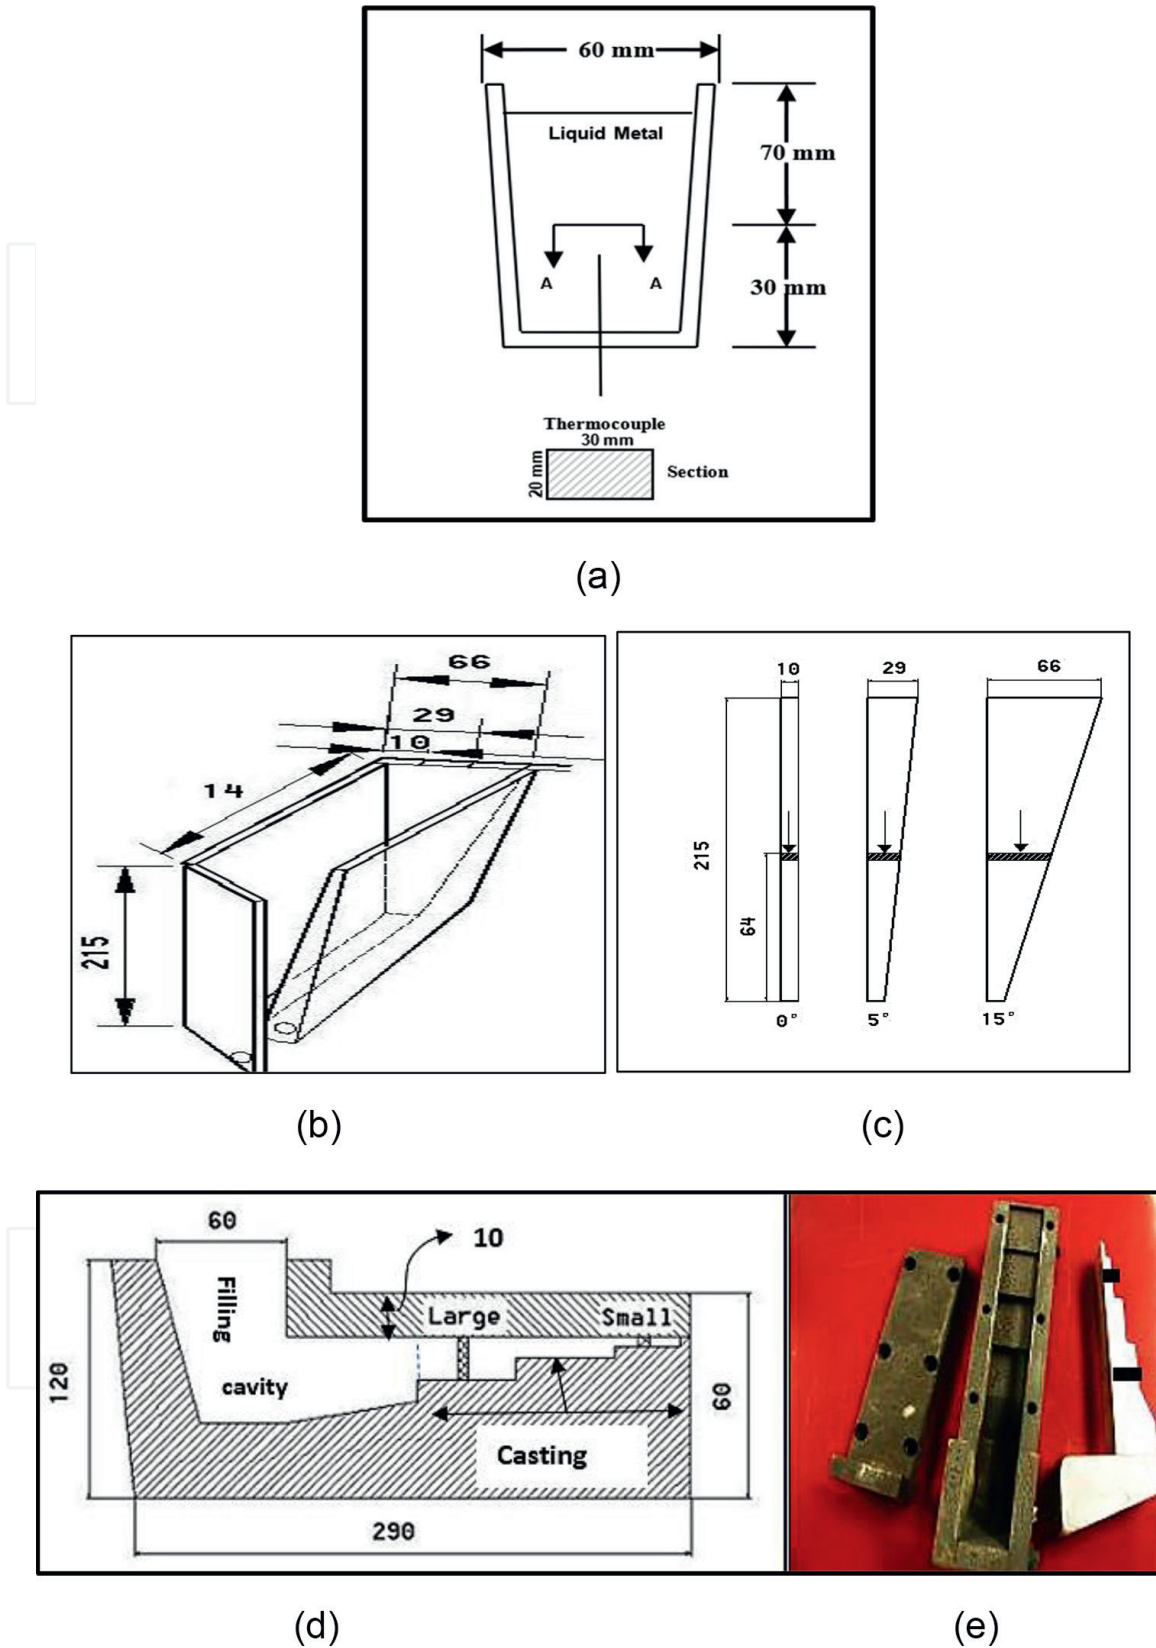 60 mm
Liquid Metal
70 mm
A A
30 mm
Thermocouple
30 mm
20 mm
Section
(a)
66
29
10
14
215
(b)
10 29 66
215
64
0° 5° 15°
(c)
60
10
Filling
cavity
Large
Small
120
60
Casting
290
(d)
(e)